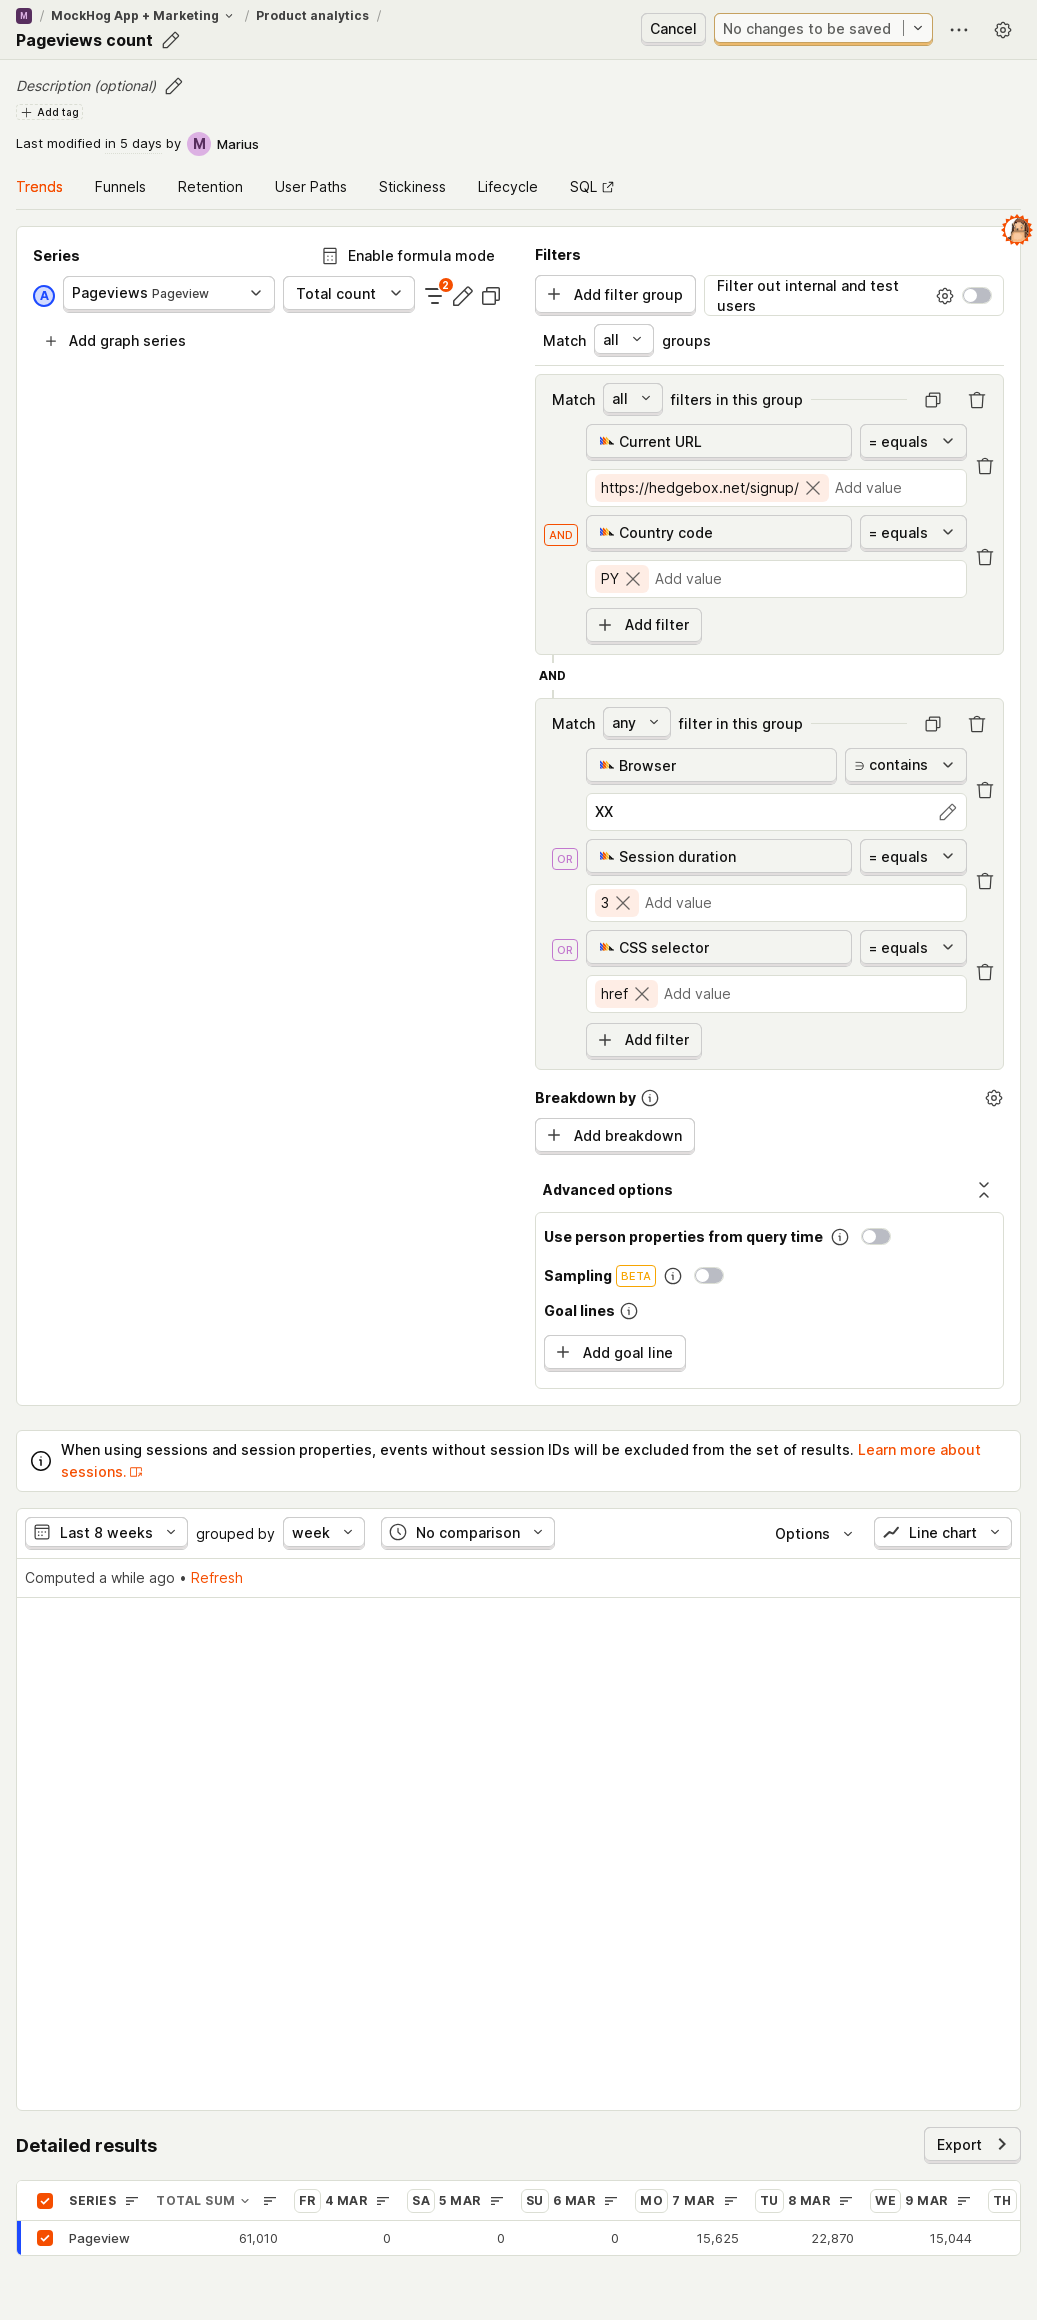 M / MockHog App + Marketing / Product analytics /
Pageviews count
Cancel
No changes to be saved
Description (optional)
Add tag
Last modified in 5 days by M Marius
Trends Funnels Retention User Paths Stickiness Lifecycle SQL
Series
Enable formula mode
A Pageviews Pageview
Total count
2
Add graph series
Filters
Add filter group
Filter out internal and test users
Match all groups
Match all filters in this group
Current URL
= equals
https://hedgebox.net/signup/ Add value
AND
Country code
= equals
PY Add value
Add filter
AND
Match any filter in this group
Browser
∋ contains
XX
OR
Session duration
= equals
3 Add value
OR
CSS selector
= equals
href Add value
Add filter
Breakdown by
Add breakdown
Advanced options
Use person properties from query time
Sampling BETA
Goal lines
Add goal line
When using sessions and session properties, events without session IDs will be excluded from the set of results. Learn more about
sessions.
Last 8 weeks grouped by week No comparison Options Line chart
Computed a while ago • Refresh
Detailed results
Export
SERIES TOTAL SUM FR 4 MAR SA 5 MAR SU 6 MAR MO 7 MAR TU 8 MAR WE 9 MAR TH
Pageview 61,010 0 0 0 15,625 22,870 15,044